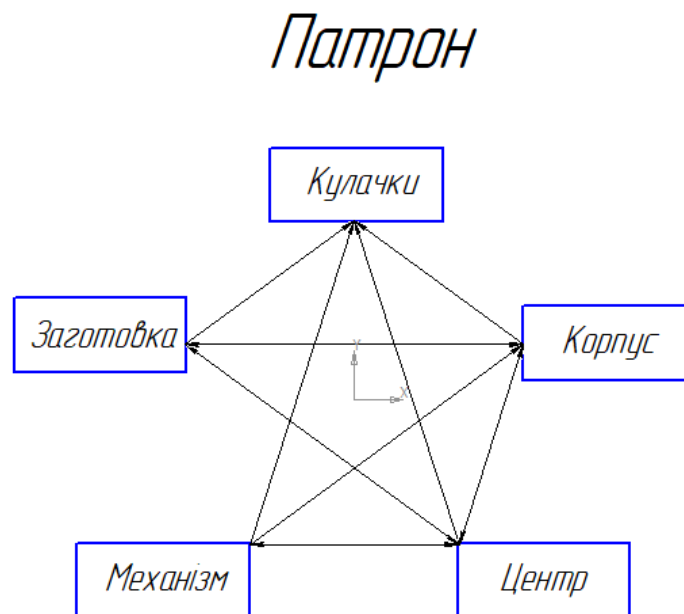 Патрон
Кулачки
Заготовка
Корпус
Y
X
Механізм
Центр